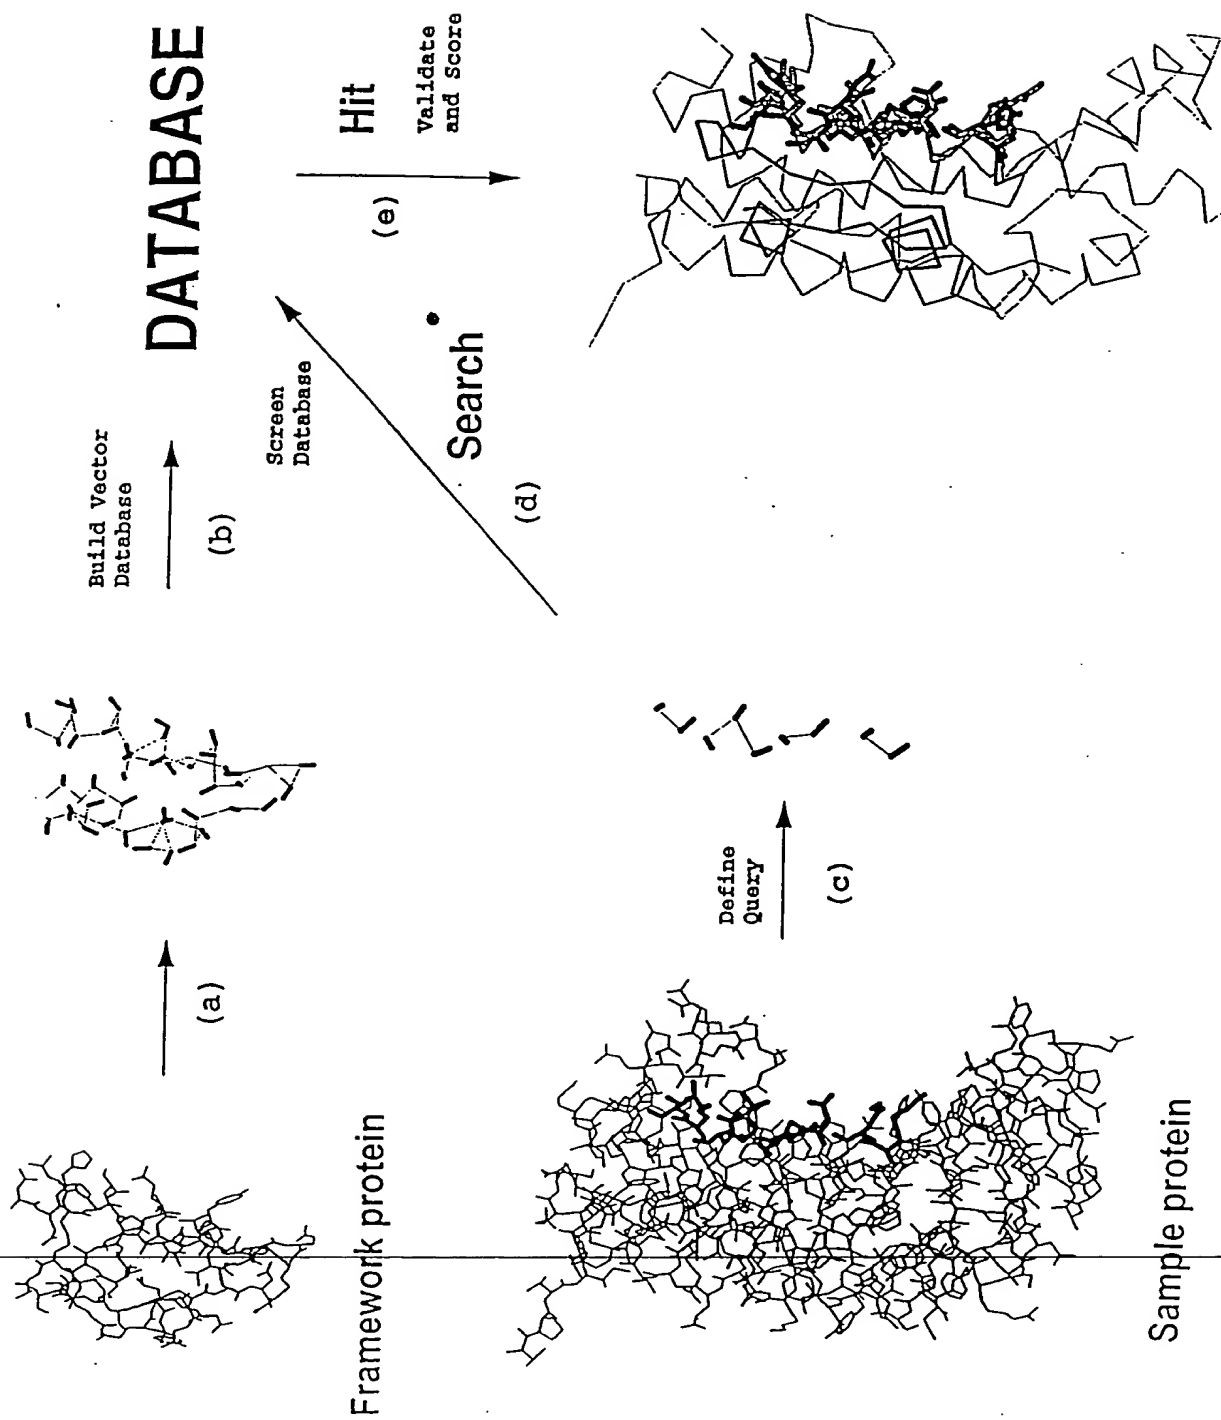 Framework protein
(a)
Build Vector
Database
(b)
DATABASE
Sample protein
Define
Query
(c)
Screen
Database
Search
(d)
Hit
Validate
and Score
(e)